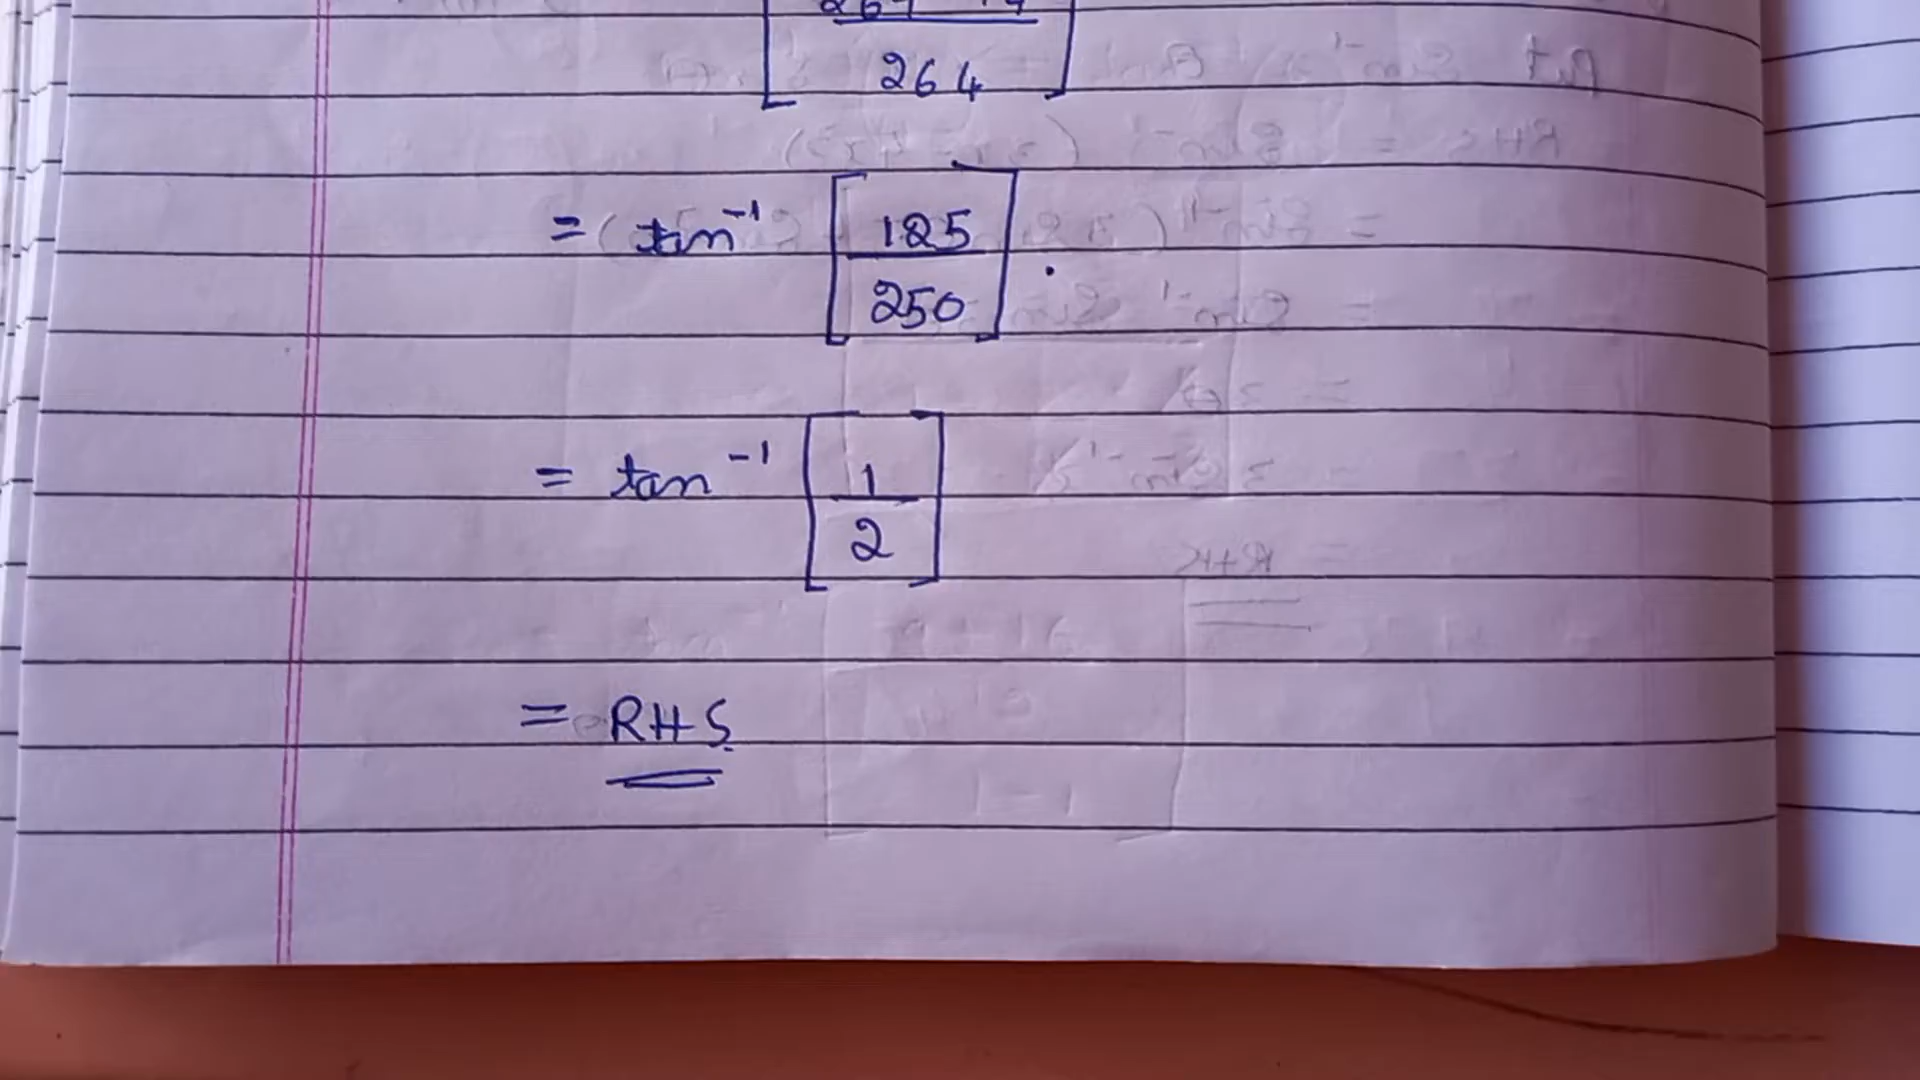 264
= tan⁻¹ [ 125
250 ]
= tan⁻¹ [ 1
2 ]
= RHS